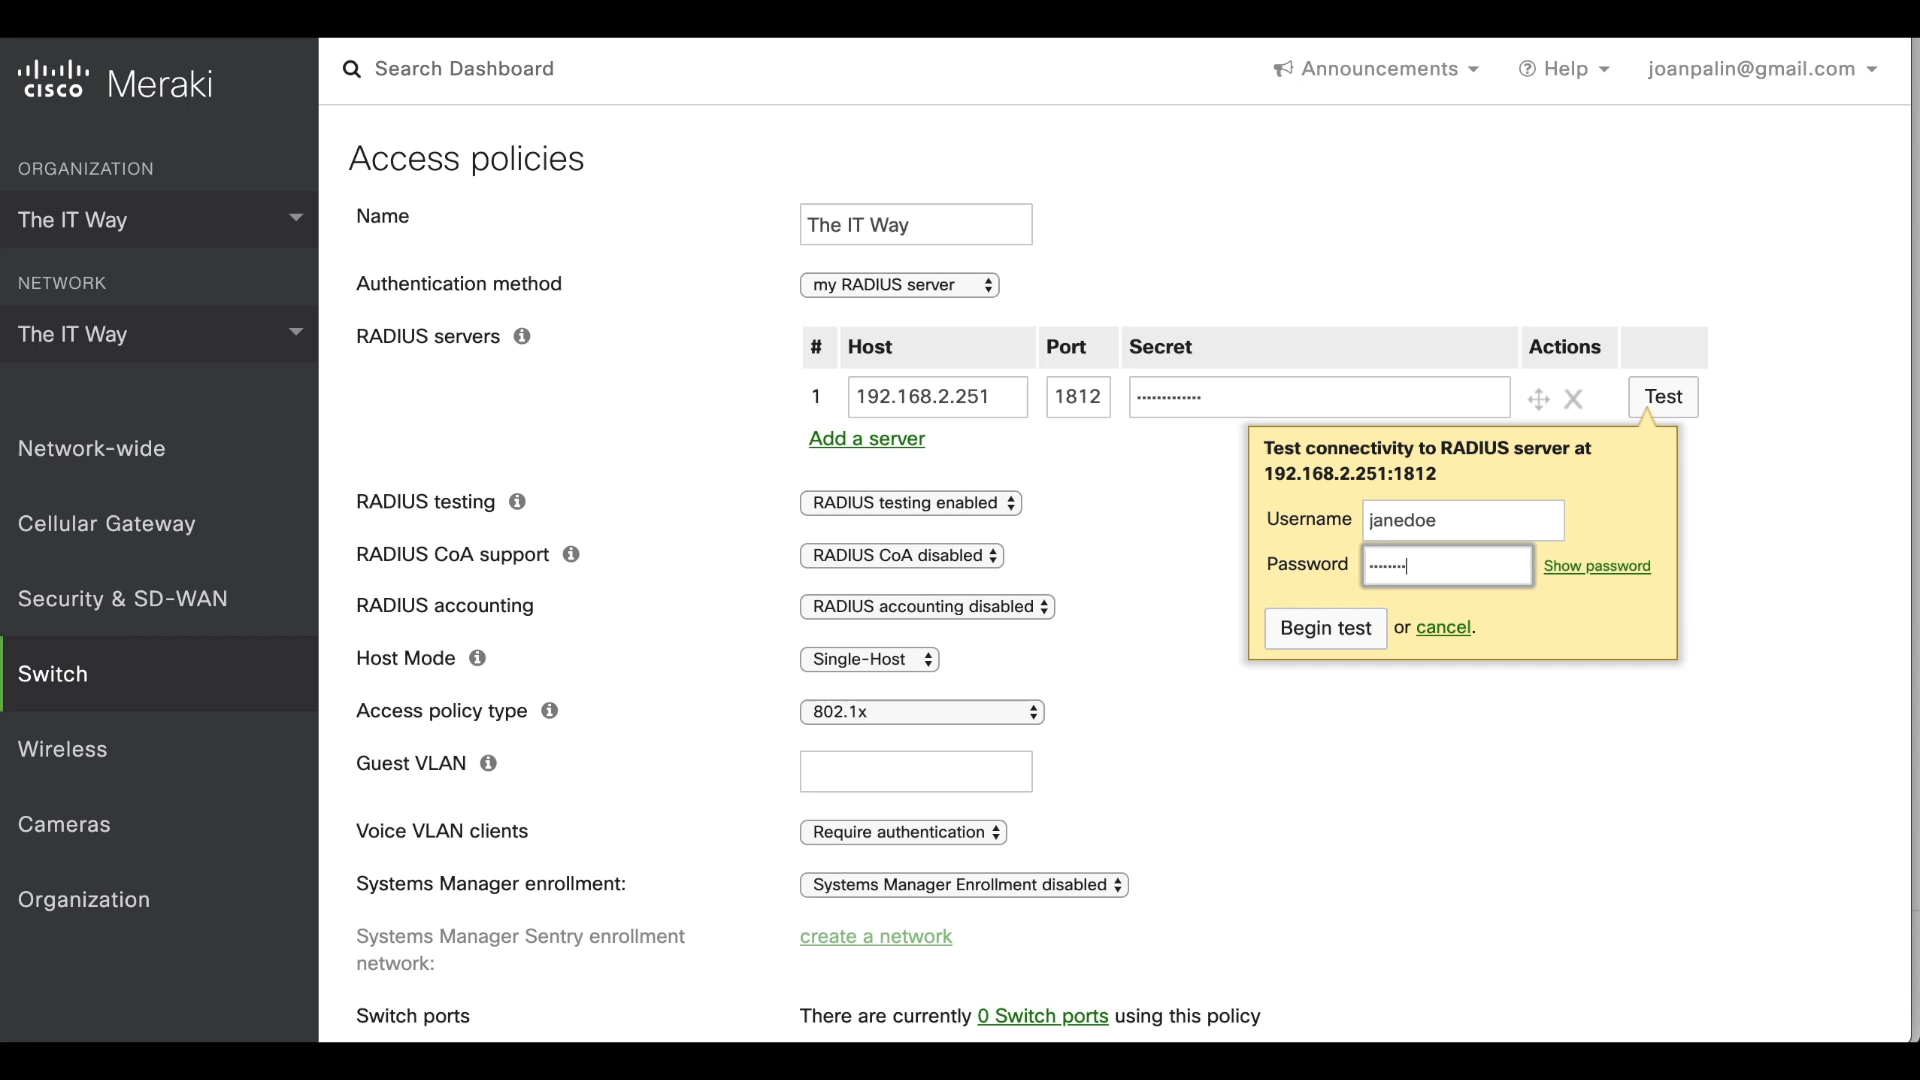 cisco Meraki
Search Dashboard
Announcements
Help
joanpalin@gmail.com
ORGANIZATION
The IT Way
NETWORK
The IT Way
Network-wide
Cellular Gateway
Security & SD-WAN
Switch
Wireless
Cameras
Organization
Access policies
Name
The IT Way
Authentication method
my RADIUS server
RADIUS servers
# Host Port Secret Actions
1 192.168.2.251 1812 ············· X Test
Add a server
Test connectivity to RADIUS server at
192.168.2.251:1812
Username janedoe
Password ········ Show password
Begin test or cancel.
RADIUS testing
RADIUS testing enabled
RADIUS CoA support
RADIUS CoA disabled
RADIUS accounting
RADIUS accounting disabled
Host Mode
Single-Host
Access policy type
802.1x
Guest VLAN
Voice VLAN clients
Require authentication
Systems Manager enrollment:
Systems Manager Enrollment disabled
Systems Manager Sentry enrollment
network:
create a network
Switch ports
There are currently 0 Switch ports using this policy